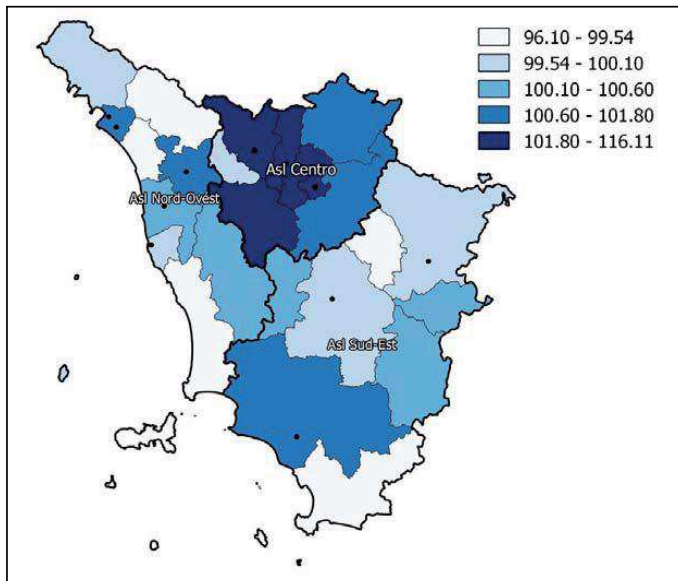 96.10 - 99.54
99.54 - 100.10
100.10 - 100.60
100.60 - 101.80
101.80 - 116.11
Asl Centro
Asl Nord-Ovest
Asl Sud-Est